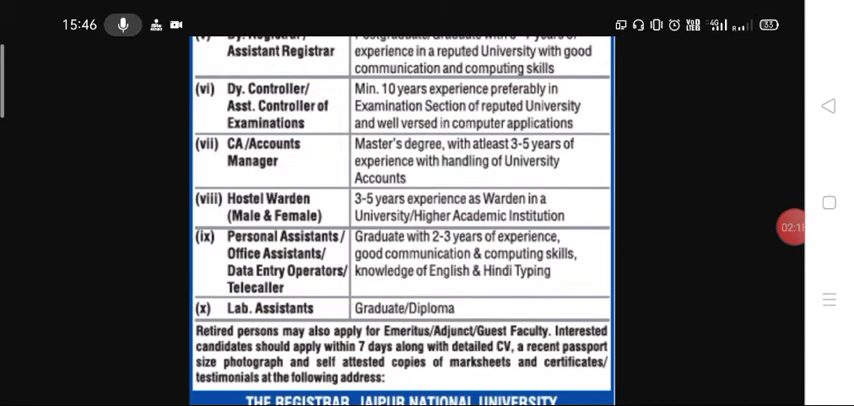 15:46
4G
33
Assistant Registrar
experience in a reputed University with good
communication and computing skills
(vi) Dy. Controller/
Asst. Controller of
Examinations
Min. 10 years experience preferably in
Examination Section of reputed University
and well versed in computer applications
(vii) CA/Accounts
Manager
Master's degree, with atleast 3-5 years of
experience with handling of University
Accounts
(viii) Hostel Warden
(Male & Female)
3-5 years experience as Warden in a
University/Higher Academic Institution
(ix) Personal Assistants/
Office Assistants/
Data Entry Operators/
Telecaller
Graduate with 2-3 years of experience,
good communication & computing skills,
knowledge of English & Hindi Typing
(x) Lab. Assistants
Graduate/Diploma
Retired persons may also apply for Emeritus/Adjunct/Guest Faculty. Interested
candidates should apply within 7 days along with detailed CV, a recent passport
size photograph and self attested copies of marksheets and certificates/
testimonials at the following address:
THE REGISTRAR, JAIPUR NATIONAL UNIVERSITY